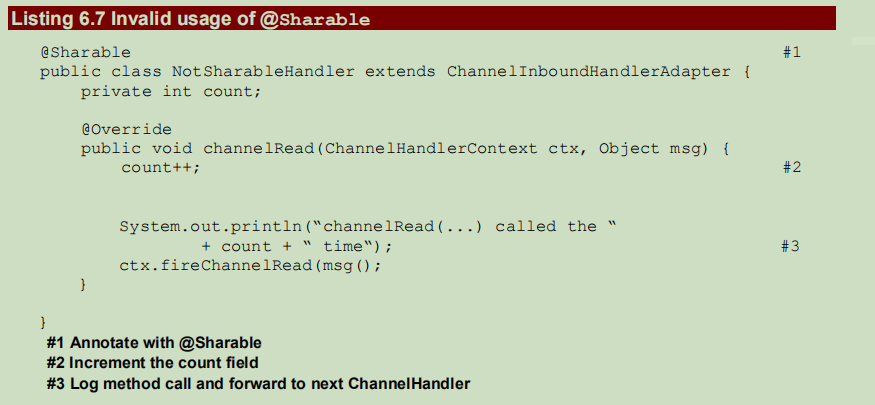 Listing 6.7 Invalid usage of @Sharable
@Sharable #1
public class NotSharableHandler extends ChannelInboundHandlerAdapter {
private int count;
@Override
public void channelRead(ChannelHandlerContext ctx, Object msg) {
count++; #2
System.out.println(“channelRead(...) called the “
+ count + “ time“); #3
ctx.fireChannelRead(msg();
}
}
#1 Annotate with @Sharable
#2 Increment the count field
#3 Log method call and forward to next ChannelHandler